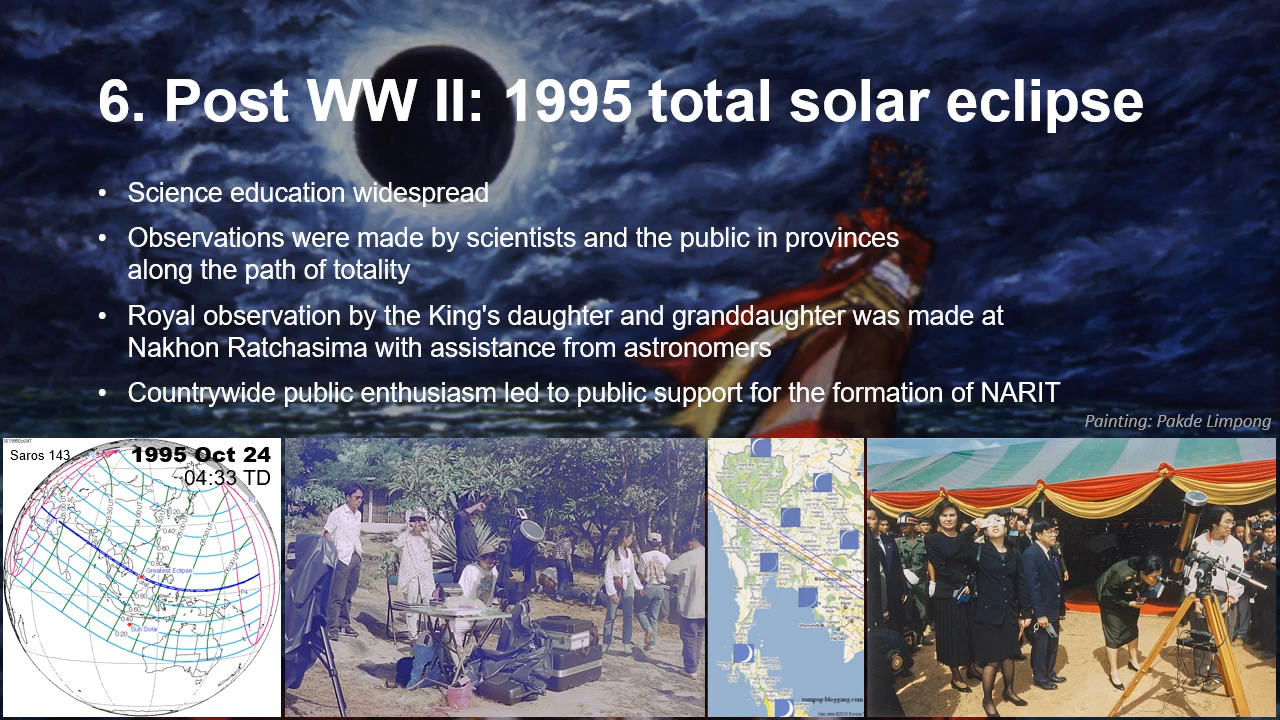 6. Post WW II: 1995 total solar eclipse
• Science education widespread
• Observations were made by scientists and the public in provinces
along the path of totality
• Royal observation by the King's daughter and granddaughter was made at
Nakhon Ratchasima with assistance from astronomers
• Countrywide public enthusiasm led to public support for the formation of NARIT
Painting: Pakde Limpong
Saros 143
1995 Oct 24
04:33 TD
Greatest Eclipse
Sub Solar
P4